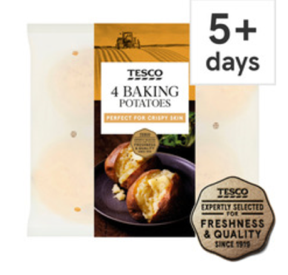 5+
days
TESCO
4 BAKING
POTATOES
PERFECT FOR CRISPY SKIN
TESCO
EXPERTLY SELECTED
FOR
FRESHNESS
& QUALITY
SINCE 1919